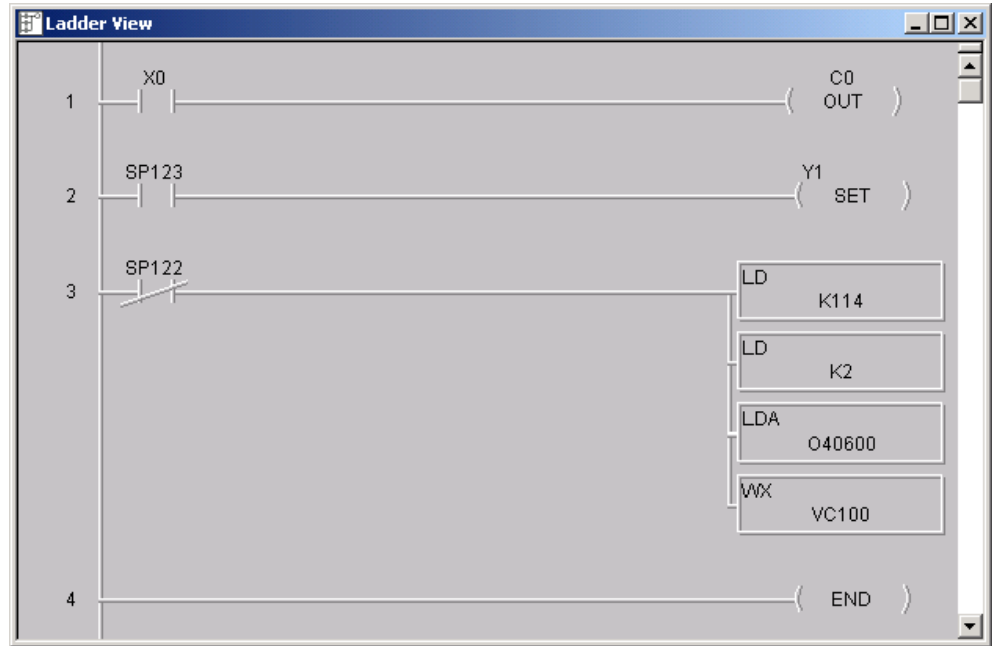 Ladder View
X0 C0
1 OUT
SP123 Y1
2 SET
SP122
3 LD
K114
LD
K2
LDA
O40600
WX
VC100
4 END